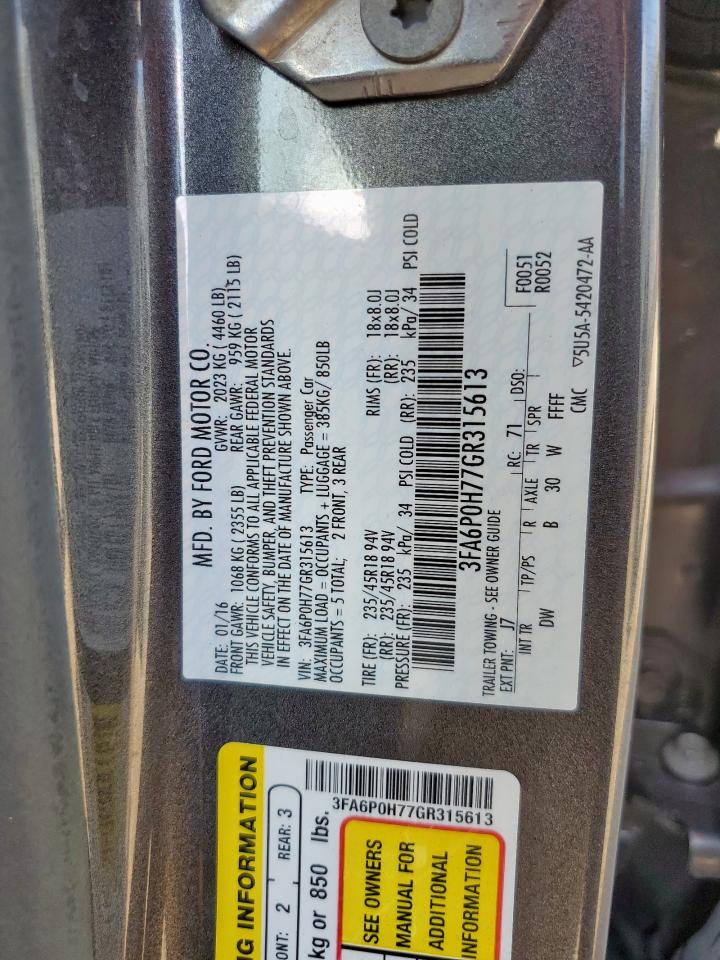 MFD. BY FORD MOTOR CO.
DATE: 01/16 GVWR: 2023 KG ( 4460 LB)
FRONT GAWR: 1068 KG ( 2355 LB) REAR GAWR: 959 KG ( 2115 LB)
THIS VEHICLE CONFORMS TO ALL APPLICABLE FEDERAL MOTOR
VEHICLE SAFETY, BUMPER, AND THEFT PREVENTION STANDARDS
IN EFFECT ON THE DATE OF MANUFACTURE SHOWN ABOVE.
VIN: 3FA6P0H77GR315613 TYPE: Passenger Car
MAXIMUM LOAD = OCCUPANTS + LUGGAGE = 385KG/ 850LB
OCCUPANTS = 5 TOTAL: 2 FRONT, 3 REAR
TIRE (FR): 235/45R18 94V RIMS (FR): 18x8.0J
(RR): 235/45R18 94V (RR): 18x8.0J
PRESSURE (FR): 235 kPa/ 34 PSI COLD (RR): 235 kPa/ 34 PSI COLD
3FA6P0H77GR315613
TRAILER TOWING - SEE OWNER GUIDE
EXT PNT: J7 RC: 71 DSO: F0051
R0052
INT TR TP/PS R AXLE TR SPR
DW B 30 W FFFF
CMC ▽5U5A-5420472-AA
NG INFORMATION
ONT: 2 REAR: 3
kg or 850 lbs.
3FA6P0H77GR315613
SEE OWNERS
MANUAL FOR
ADDITIONAL
INFORMATION